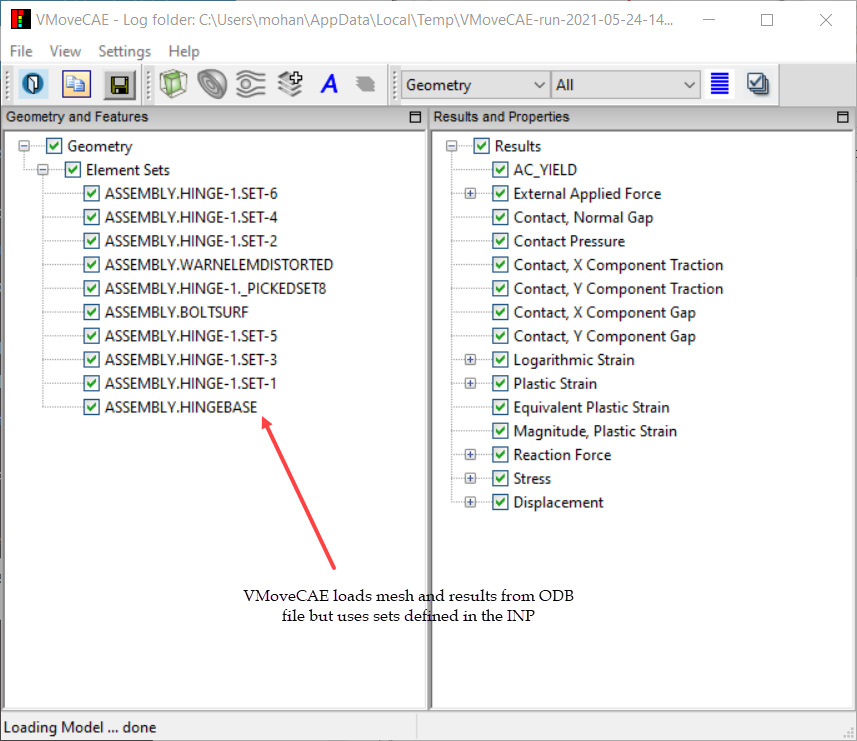 VMoveCAE - Log folder: C:\Users\mohan\AppData\Local\Temp\VMoveCAE-run-2021-05-24-14...
File View Settings Help
A Geometry All
Geometry and Features
Geometry
Element Sets
ASSEMBLY.HINGE-1.SET-6
ASSEMBLY.HINGE-1.SET-4
ASSEMBLY.HINGE-1.SET-2
ASSEMBLY.WARNELEMDISTORTED
ASSEMBLY.HINGE-1._PICKEDSET8
ASSEMBLY.BOLTSURF
ASSEMBLY.HINGE-1.SET-5
ASSEMBLY.HINGE-1.SET-3
ASSEMBLY.HINGE-1.SET-1
ASSEMBLY.HINGEBASE
VMoveCAE loads mesh and results from ODB
file but uses sets defined in the INP
Results and Properties
Results
AC_YIELD
External Applied Force
Contact, Normal Gap
Contact Pressure
Contact, X Component Traction
Contact, Y Component Traction
Contact, X Component Gap
Contact, Y Component Gap
Logarithmic Strain
Plastic Strain
Equivalent Plastic Strain
Magnitude, Plastic Strain
Reaction Force
Stress
Displacement
Loading Model ... done